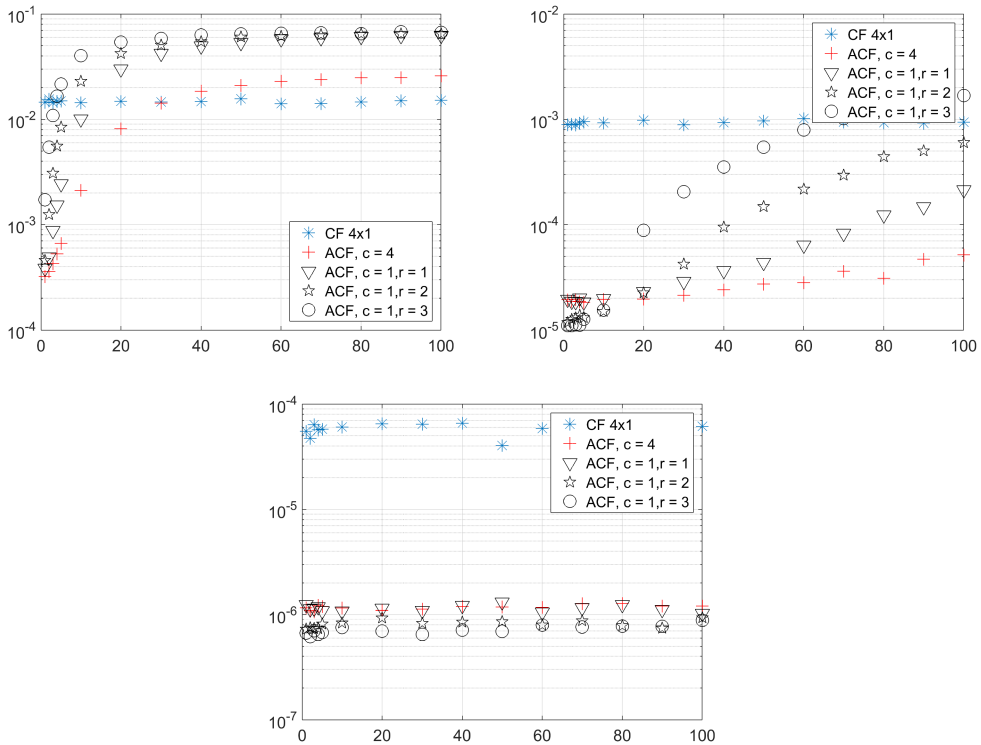 10-1
10-2
10-3
10-4
0 20 40 60 80 100
CF 4x1
ACF, c = 4
ACF, c = 1,r = 1
ACF, c = 1,r = 2
ACF, c = 1,r = 3
10-2
10-3
10-4
10-5
0 20 40 60 80 100
CF 4x1
ACF, c = 4
ACF, c = 1,r = 1
ACF, c = 1,r = 2
ACF, c = 1,r = 3
10-4
10-5
10-6
10-7
0 20 40 60 80 100
CF 4x1
ACF, c = 4
ACF, c = 1,r = 1
ACF, c = 1,r = 2
ACF, c = 1,r = 3